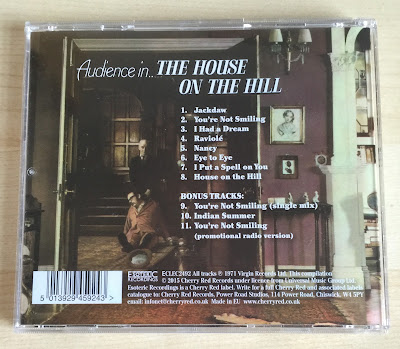 Audience in.. THE HOUSE
ON THE HILL
1. Jackdaw
2. You're Not Smiling
3. I Had a Dream
4. Raviolé
5. Nancy
6. Eye to Eye
7. I Put a Spell on You
8. House on the Hill
BONUS TRACKS:
9. You're Not Smiling (single mix)
10. Indian Summer
11. You're Not Smiling
(promotional radio version)
ECLEC2492 All tracks ℗ 1971 Virgin Records Ltd. This compilation
© 2015 Cherry Red Records under licence from Universal Music Group Ltd.
Esoteric Recordings is a Cherry Red label. Write for a full Cherry Red and associated labels
catalogue to: Cherry Red Records, Power Road Studios, 114 Power Road, Chiswick, W4 5PY
email: infonet@cherryred.co.uk Made in EU www.cherryred.co.uk
5 013929 459243 >